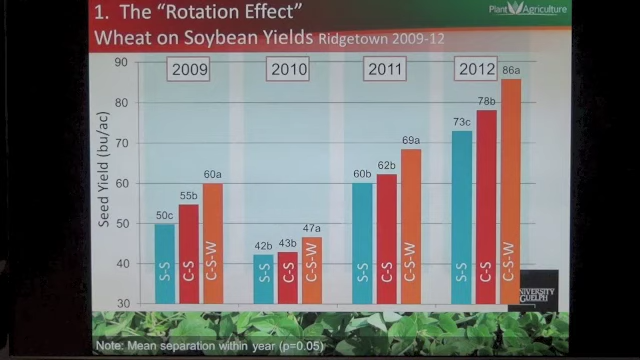 1. The “Rotation Effect”
Wheat on Soybean Yields Ridgetown 2009-12
Plant Agriculture
2009
2010
2011
2012
Seed Yield (bu/ac)
90
80
70
60
50
40
30
50c
55b
60a
42b
43b
47a
60b
62b
69a
73c
78b
86a
S-S
C-S
C-S-W
S-S
C-S
C-S-W
S-S
C-S
C-S-W
S-S
C-S
C-S-W
NIVERSITY
GUELPH
Note: Mean separation within year (p=0.05)